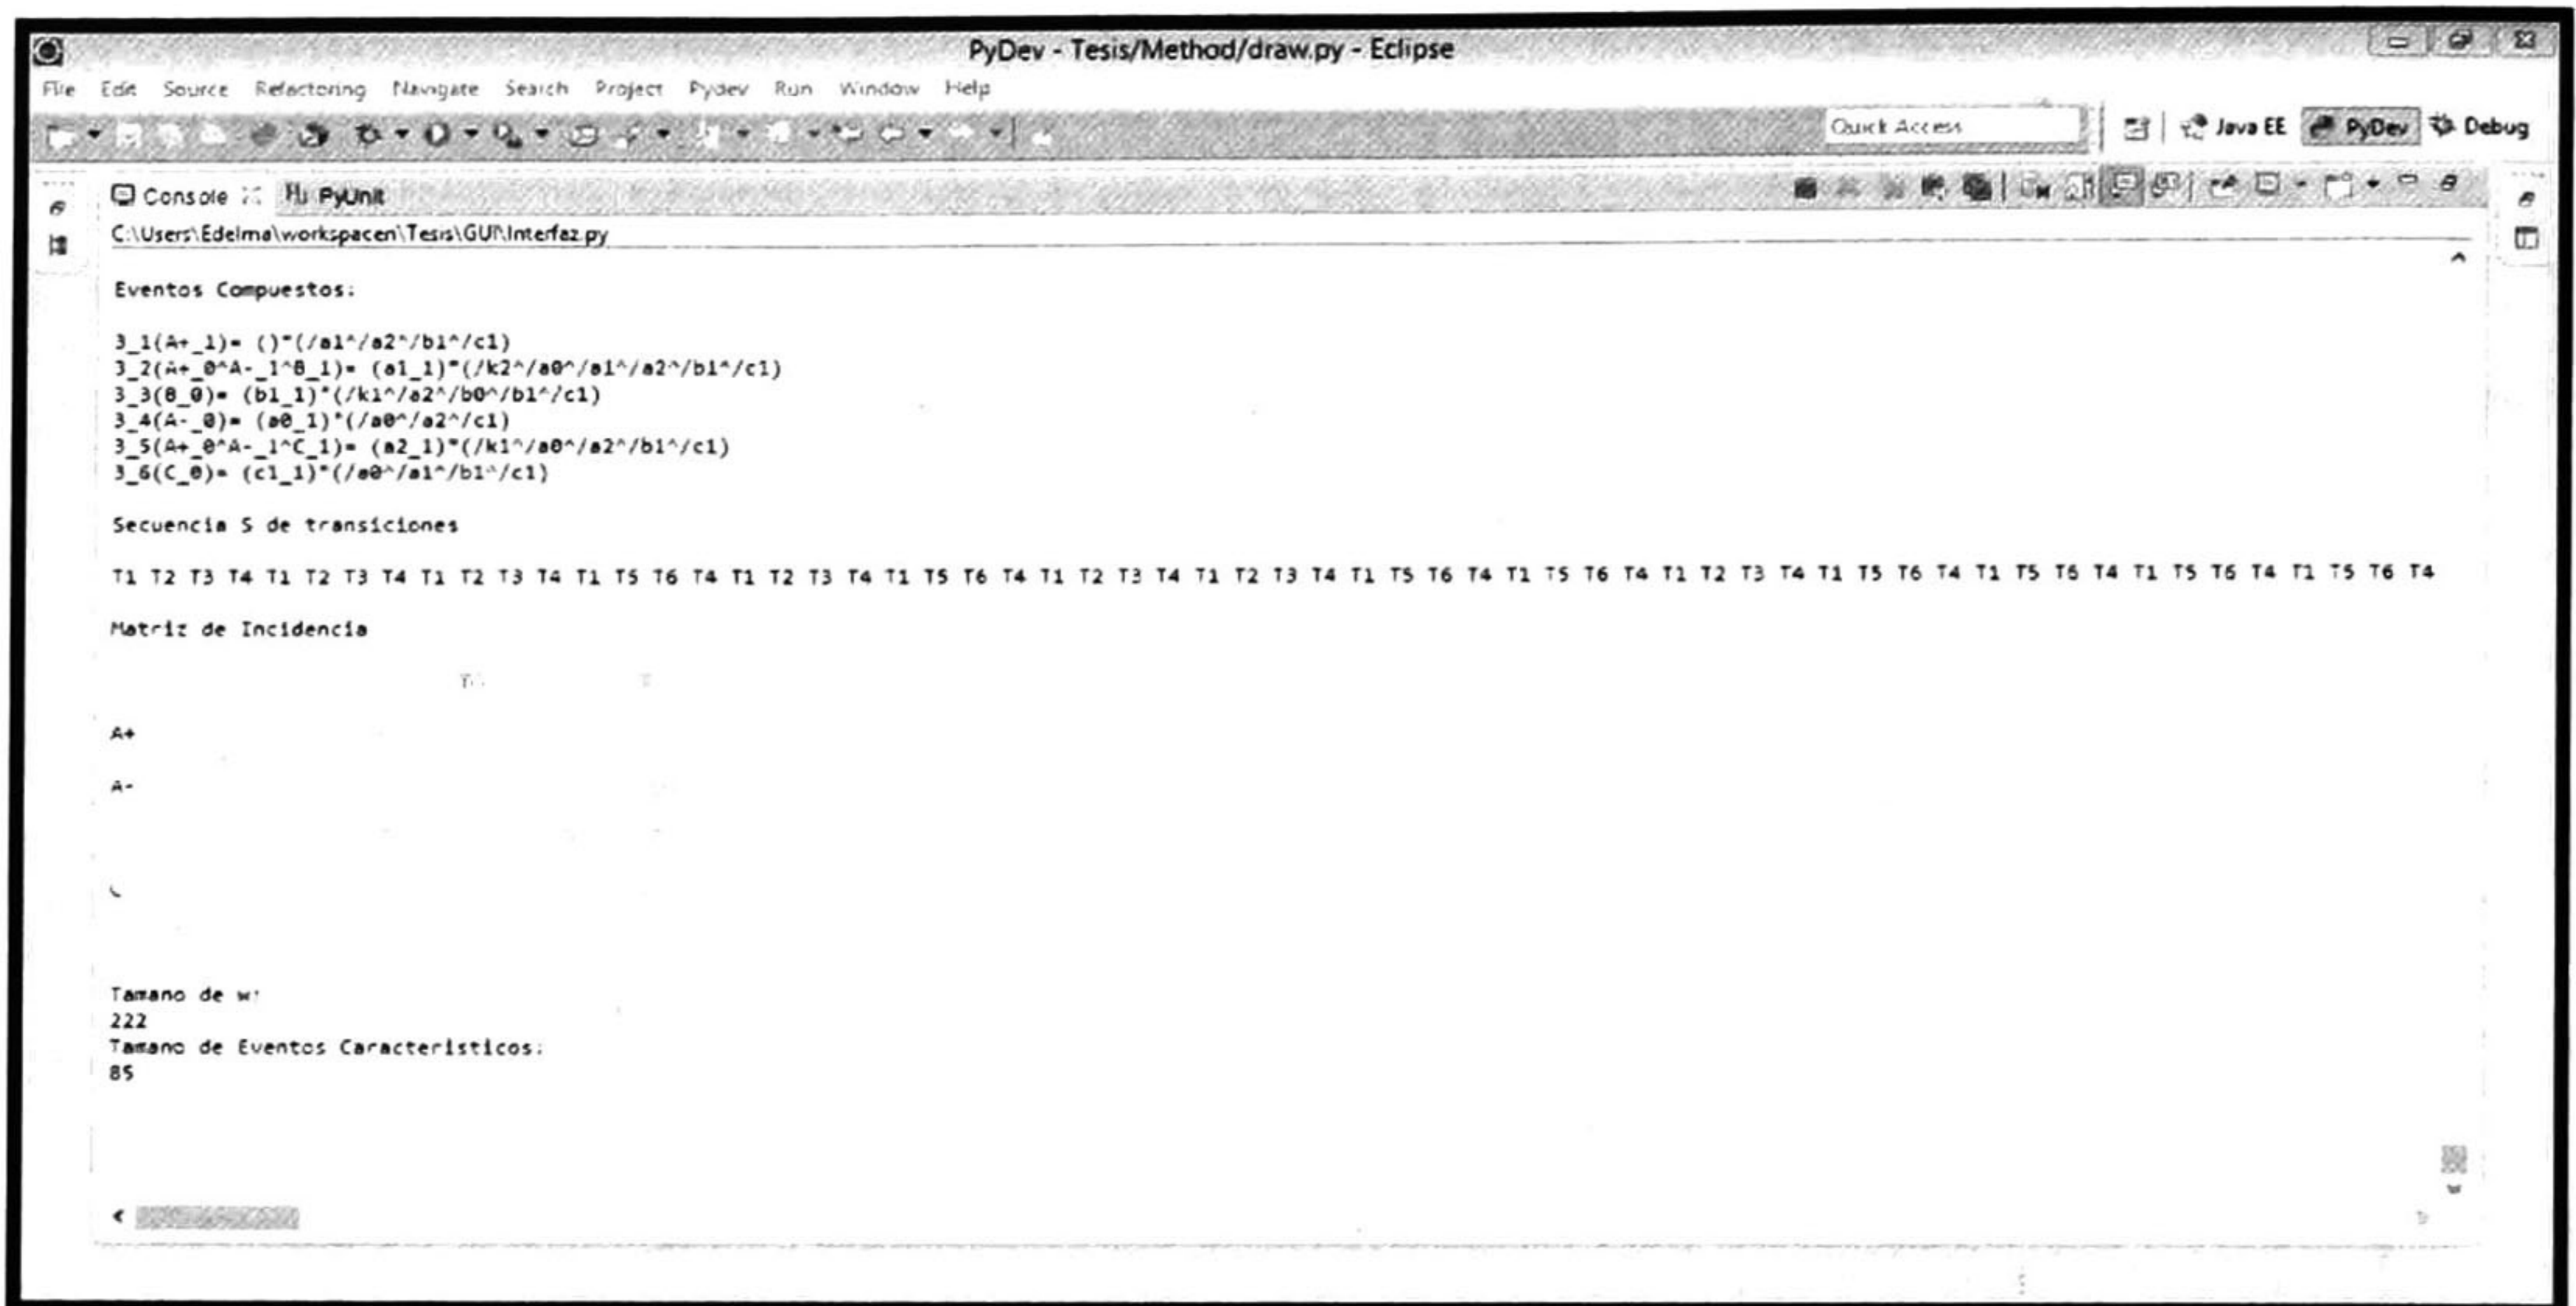 PyDev - Tesis/Method/draw.py - Eclipse
File Edit Source Refactoring Navigate Search Project Pydev Run Window Help
Quick Access Java EE PyDev Debug
Console PyUnit
C:\Users\Edelma\workspacen\Tesis\GUI\Interfaz.py
Eventos Compuestos:
3_1(A+_1)= ()*(/a1^/a2^/b1^/c1)
3_2(A+_0^A-_1^B_1)= (a1_1)*(/k2^/a0^/a1^/a2^/b1^/c1)
3_3(B_0)= (b1_1)*(/k1^/a2^/b0^/b1^/c1)
3_4(A-_0)= (a0_1)*(/a0^/a2^/c1)
3_5(A+_0^A-_1^C_1)= (a2_1)*(/k1^/a0^/a2^/b1^/c1)
3_6(C_0)= (c1_1)*(/a0^/a1^/b1^/c1)
Secuencia S de transiciones
T1 T2 T3 T4 T1 T2 T3 T4 T1 T2 T3 T4 T1 T5 T6 T4 T1 T2 T3 T4 T1 T5 T6 T4 T1 T2 T3 T4 T1 T2 T3 T4 T1 T5 T6 T4 T1 T5 T6 T4 T1 T2 T3 T4 T1 T5 T6 T4 T1 T5 T6 T4 T1 T5 T6 T4 T1 T5 T6 T4
Matriz de Incidencia
A+
A-
Tamano de w:
222
Tamano de Eventos Caracteristicos:
85